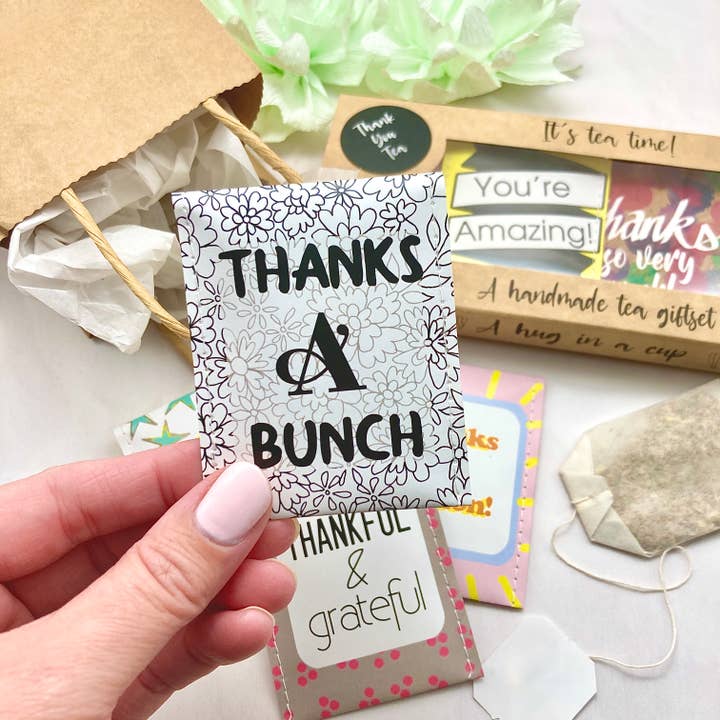 Thank
You
Tea
It's tea time!
You're
Amazing!
Thanks
so very
A handmade tea giftset
A hug in a cup
THANKS
A
BUNCH
THANKFUL
&
grateful